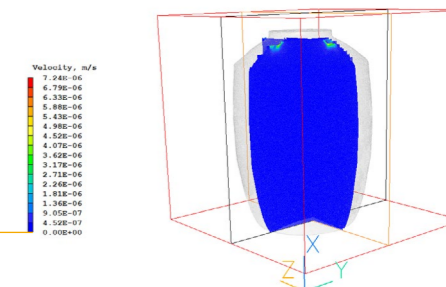 Velocity, m/s
7.24E-06
6.79E-06
6.33E-06
5.88E-06
5.43E-06
4.98E-06
4.52E-06
4.07E-06
3.62E-06
3.17E-06
2.71E-06
2.26E-06
1.81E-06
1.36E-06
9.05E-07
4.52E-07
0.00E+00
X
Z
Y